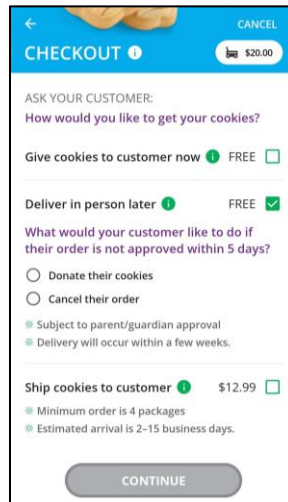 CANCEL
CHECKOUT i $20.00
ASK YOUR CUSTOMER:
How would you like to get your cookies?
Give cookies to customer now i FREE
Deliver in person later i FREE
What would your customer like to do if
their order is not approved within 5 days?
Donate their cookies
Cancel their order
Subject to parent/guardian approval
Delivery will occur within a few weeks.
Ship cookies to customer i $12.99
Minimum order is 4 packages
Estimated arrival is 2–15 business days.
CONTINUE